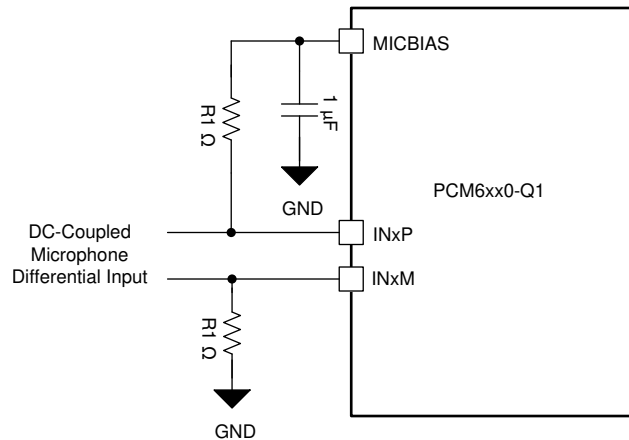 MICBIAS
R1
Ω
1
µF
GND
PCM6xx0-Q1
DC-Coupled
Microphone
Differential Input
INxP
INxM
R1
Ω
GND